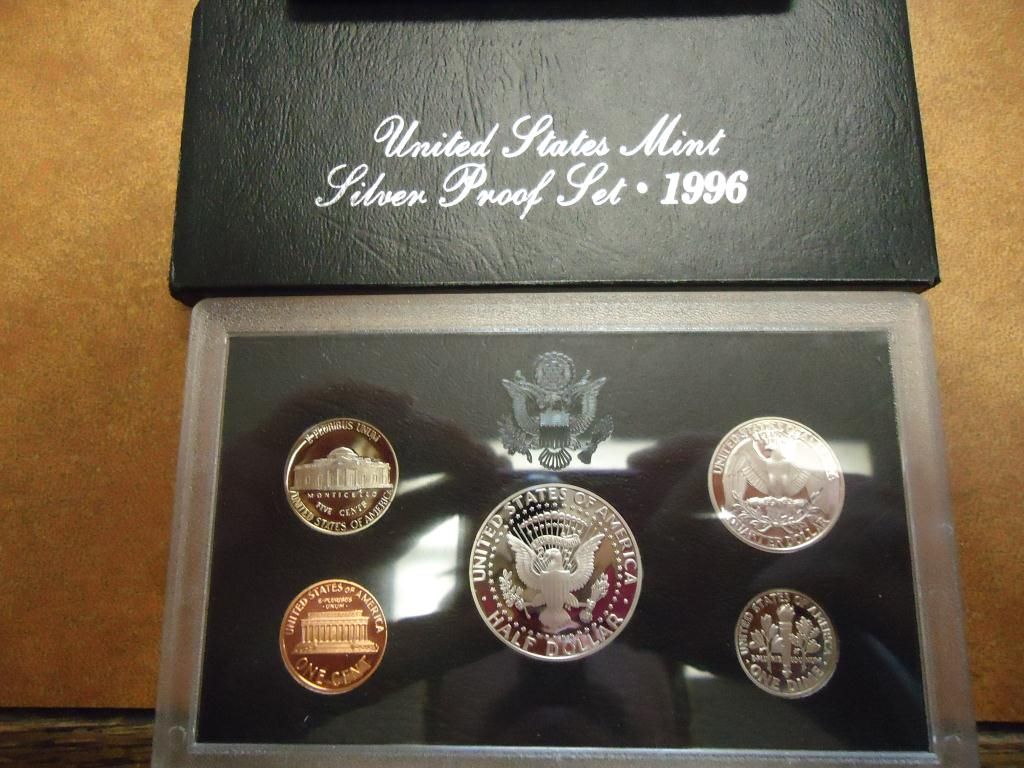 United States Mint
Silver Proof Set • 1996
E·PLURIBUS UNUM
MONTICELLO
FIVE CENTS
UNITED STATES OF AMERICA
UNITED STATES OF AMERICA
QUARTER DOLLAR
UNITED STATES OF AMERICA
HALF DOLLAR
UNITED STATES OF AMERICA
E·PLURIBUS
·UNUM·
ONE CENT
UNITED STATES OF AMERICA
·ONE DIME·